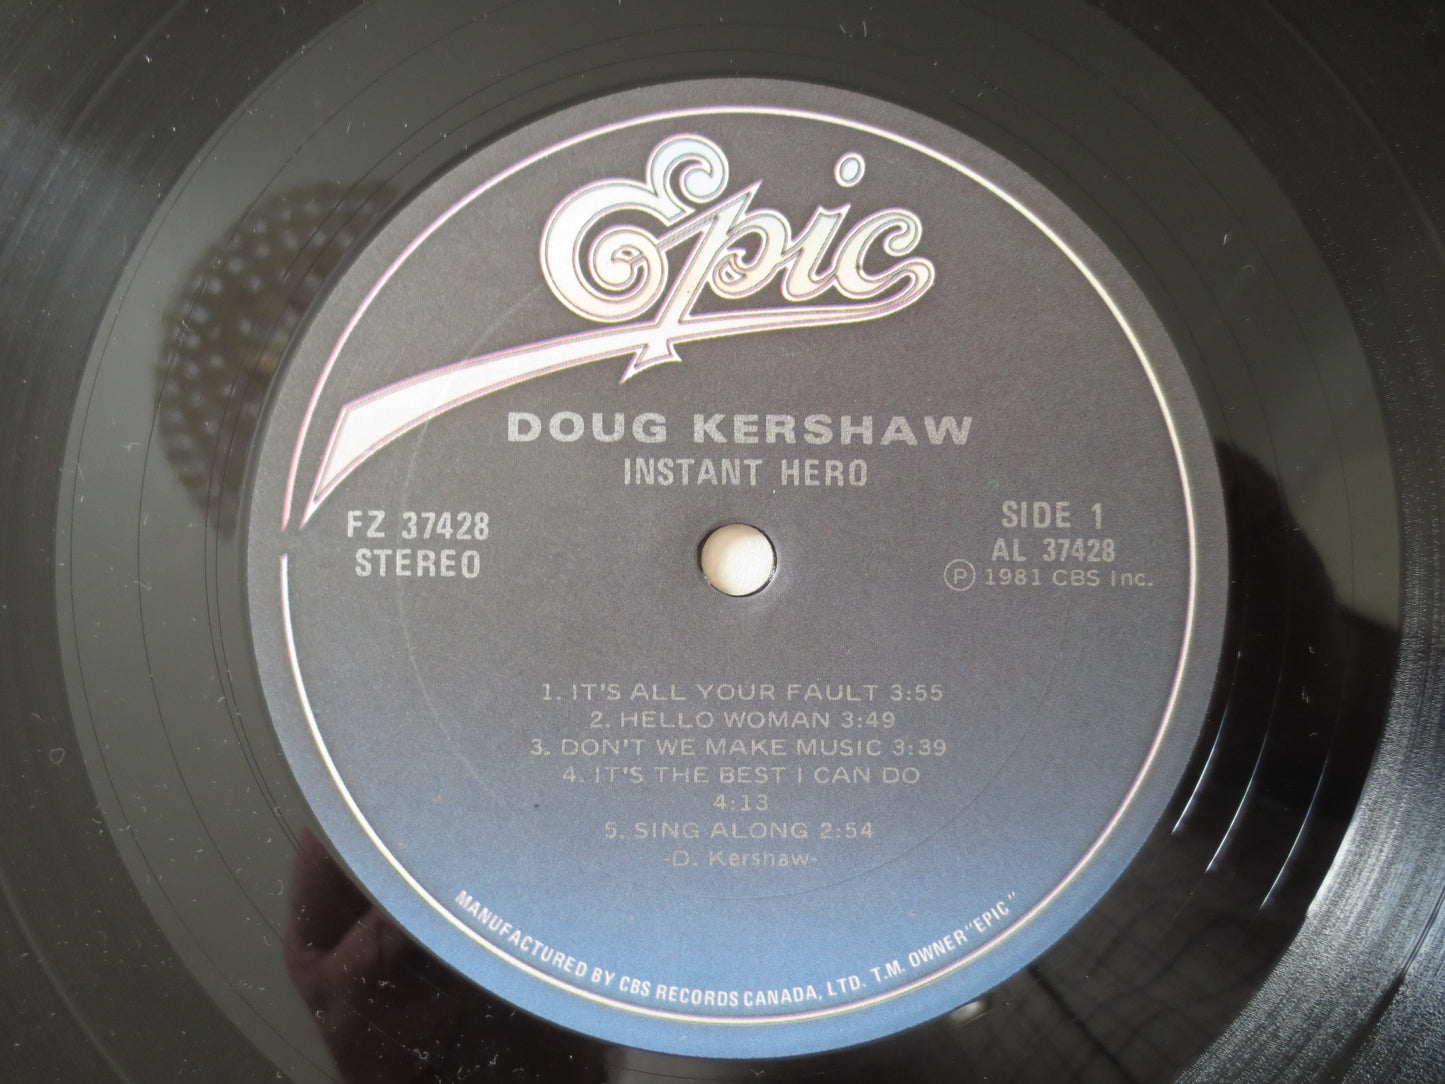 Epic
DOUG KERSHAW
INSTANT HERO
FZ 37428
STEREO
SIDE 1
AL 37428
Ⓟ 1981 CBS Inc.
1. IT'S ALL YOUR FAULT 3:55
2. HELLO WOMAN 3:49
3. DON'T WE MAKE MUSIC 3:39
4. IT'S THE BEST I CAN DO
4:13
5. SING ALONG 2:54
-D. Kershaw-
MANUFACTURED BY CBS RECORDS CANADA, LTD. T.M. OWNER "EPIC"